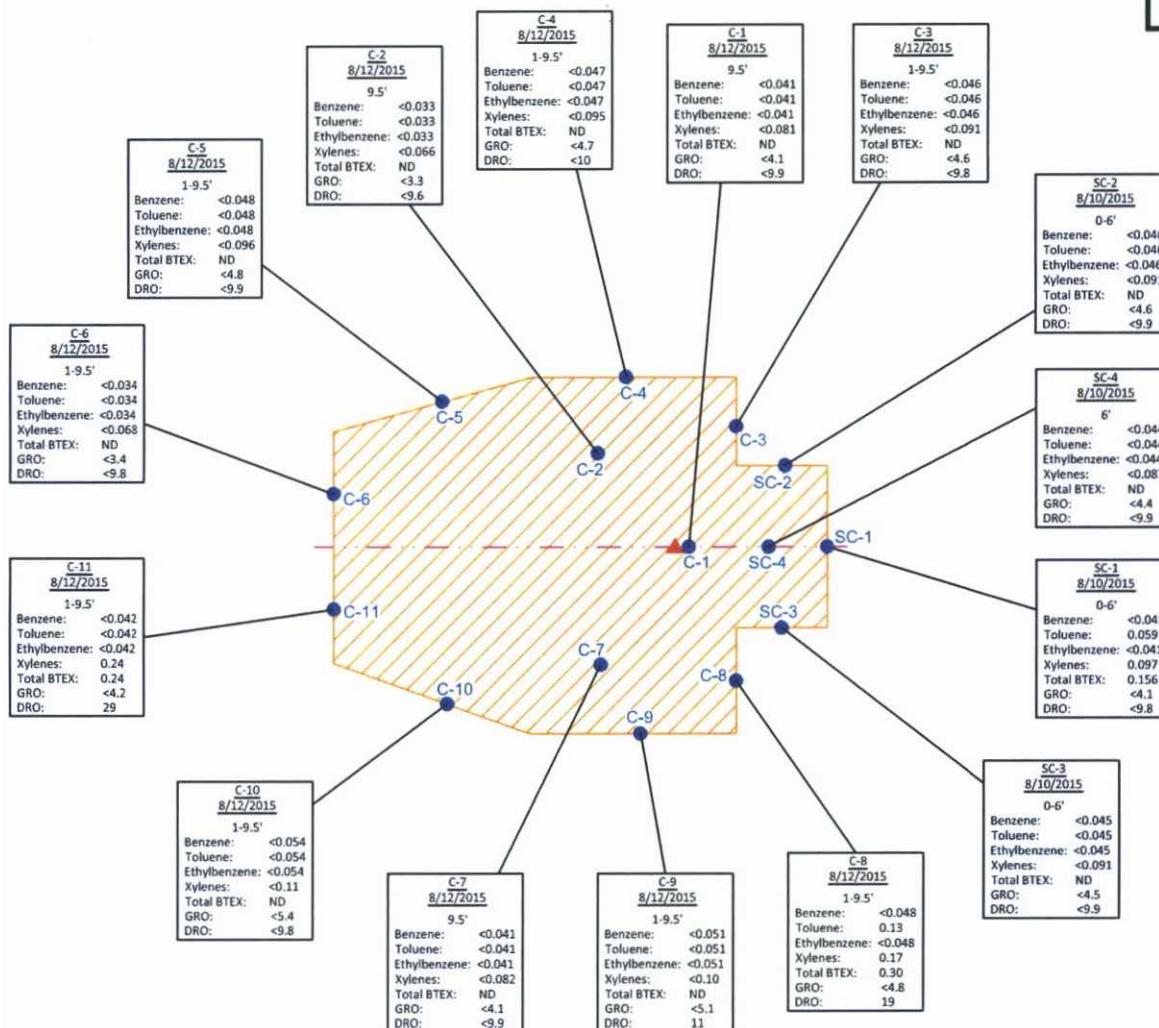 C-4
8/12/2015
1-9.5'
Benzene: <0.047
Toluene: <0.047
Ethylbenzene: <0.047
Xylenes: <0.095
Total BTEX: ND
GRO: <4.7
DRO: <10
C-1
8/12/2015
9.5'
Benzene: <0.041
Toluene: <0.041
Ethylbenzene: <0.041
Xylenes: <0.081
Total BTEX: ND
GRO: <4.1
DRO: <9.9
C-3
8/12/2015
1-9.5'
Benzene: <0.046
Toluene: <0.046
Ethylbenzene: <0.046
Xylenes: <0.091
Total BTEX: ND
GRO: <4.6
DRO: <9.8
C-2
8/12/2015
9.5'
Benzene: <0.033
Toluene: <0.033
Ethylbenzene: <0.033
Xylenes: <0.066
Total BTEX: ND
GRO: <3.3
DRO: <9.6
C-5
8/12/2015
1-9.5'
Benzene: <0.048
Toluene: <0.048
Ethylbenzene: <0.048
Xylenes: <0.096
Total BTEX: ND
GRO: <4.8
DRO: <9.9
SC-2
8/10/2015
0-6'
Benzene: <0.046
Toluene: <0.046
Ethylbenzene: <0.046
Xylenes: <0.091
Total BTEX: ND
GRO: <4.6
DRO: <9.9
C-6
8/12/2015
1-9.5'
Benzene: <0.034
Toluene: <0.034
Ethylbenzene: <0.034
Xylenes: <0.068
Total BTEX: ND
GRO: <3.4
DRO: <9.8
SC-4
8/10/2015
6'
Benzene: <0.044
Toluene: <0.044
Ethylbenzene: <0.044
Xylenes:
Total BTEX: ND
GRO: <4.4
DRO: <9.9
C-4
C-5
C-3
C-2
SC-2
C-6
SC-1
C-1
SC-4
C-11
SC-3
C-7
C-8
C-10
C-9
C-11
8/12/2015
1-9.5'
Benzene: <0.042
Toluene: <0.042
Ethylbenzene: <0.042
Xylenes: 0.24
Total BTEX: 0.24
GRO: <4.2
DRO: 29
SC-1
8/10/2015
0-6'
Benzene: <0.041
Toluene: 0.059
Ethylbenzene: <0.041
Xylenes: 0.097
Total BTEX: 0.156
GRO: <4.1
DRO: <9.8
C-10
8/12/2015
1-9.5'
Benzene: <0.054
Toluene: <0.054
Ethylbenzene: <0.054
Xylenes: <0.11
Total BTEX: ND
GRO: <5.4
DRO: <9.8
SC-3
8/10/2015
0-6'
Benzene: <0.045
Toluene: <0.045
Ethylbenzene: <0.045
Xylenes: <0.091
Total BTEX: ND
GRO: <4.5
DRO: <9.9
C-7
8/12/2015
9.5'
Benzene: <0.041
Toluene: <0.041
Ethylbenzene: <0.041
Xylenes: <0.082
Total BTEX: ND
GRO: <4.1
DRO: <9.9
C-9
8/12/2015
1-9.5'
Benzene: <0.051
Toluene: <0.051
Ethylbenzene: <0.051
Xylenes: <0.10
Total BTEX: ND
GRO: <5.1
DRO: 11
C-8
8/12/2015
1-9.5'
Benzene: <0.048
Toluene: 0.13
Ethylbenzene: <0.048
Xylenes: 0.17
Total BTEX: 0.30
GRO: <4.8
DRO: 19